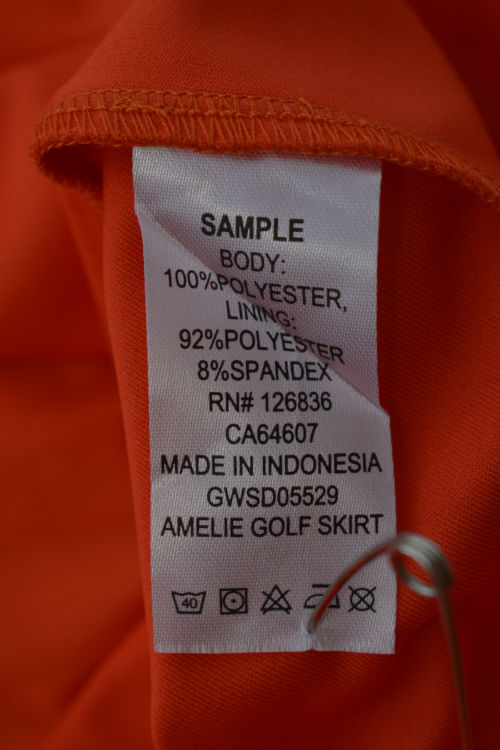 SAMPLE
BODY:
100%POLYESTER,
LINING:
92%POLYESTER
8%SPANDEX
RN# 126836
CA64607
MADE IN INDONESIA
GWSD05529
AMELIE GOLF SKIRT
40